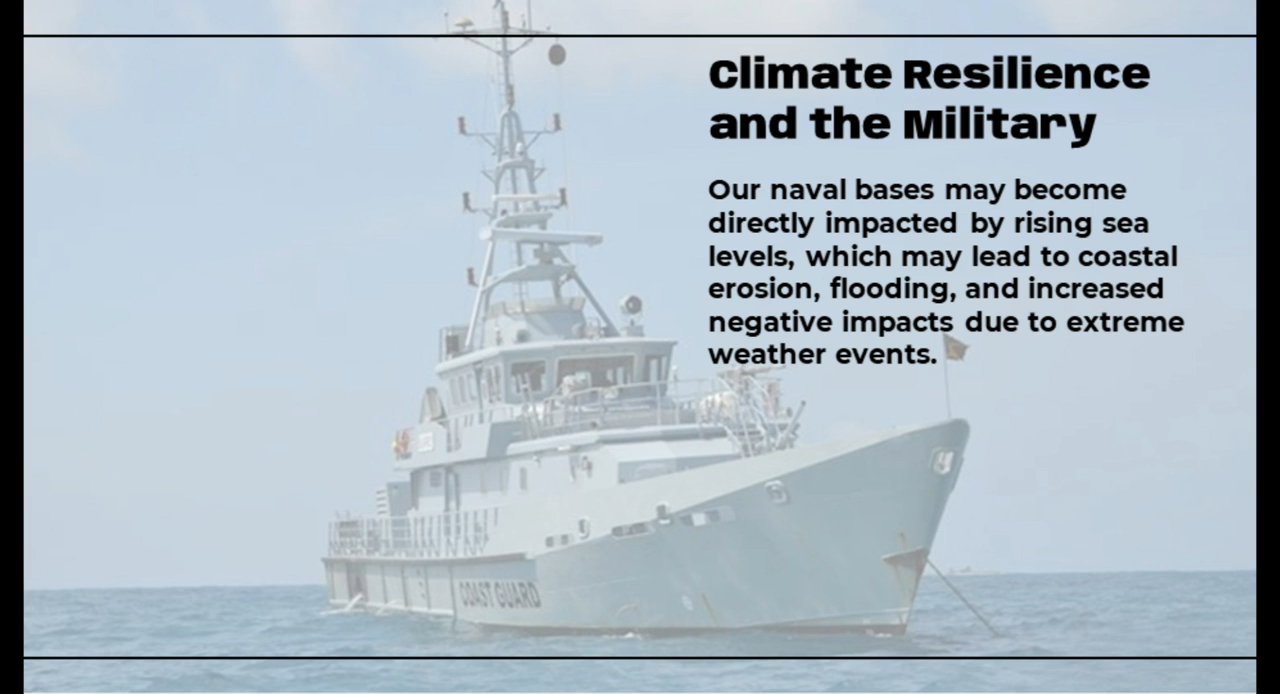 Climate Resilience
and the Military
Our naval bases may become
directly impacted by rising sea
levels, which may lead to coastal
erosion, flooding, and increased
negative impacts due to extreme
weather events.
COAST GUARD